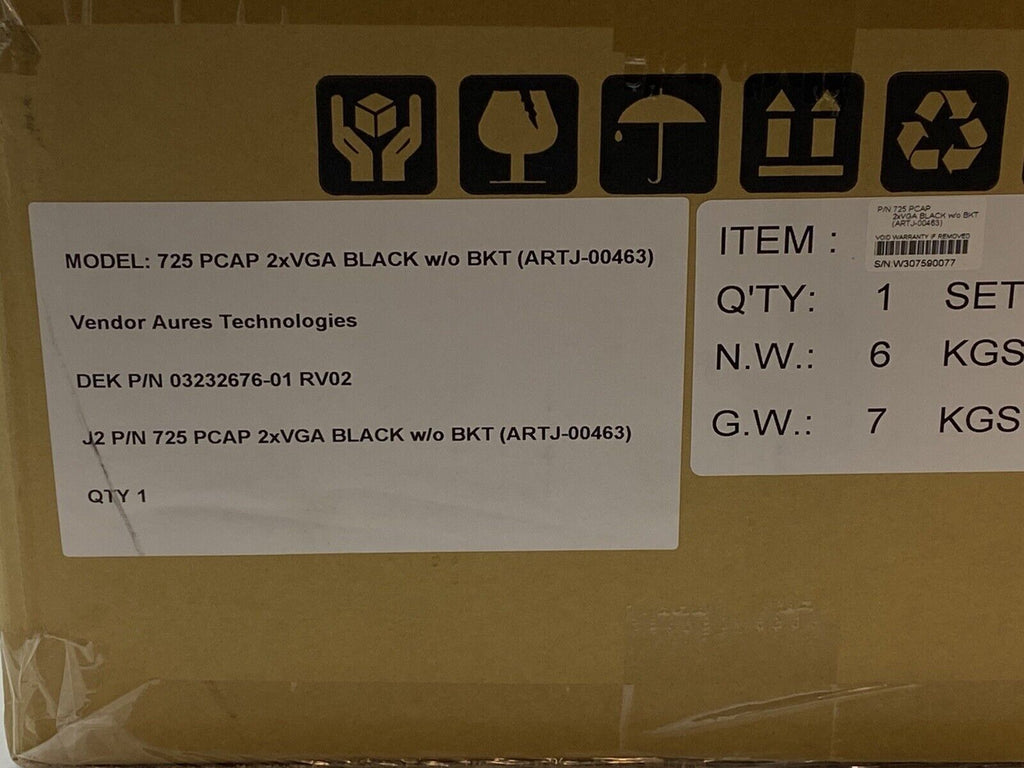 MODEL: 725 PCAP 2xVGA BLACK w/o BKT (ARTJ-00463)
Vendor Aures Technologies
DEK P/N 03232676-01 RV02
J2 P/N 725 PCAP 2xVGA BLACK w/o BKT (ARTJ-00463)
QTY 1
ITEM :
P/N 725 PCAP
2xVGA BLACK w/o BKT
(ARTJ-00463)
VOID WARRANTY IF REMOVED
S/N:W307590077
Q'TY: 1 SET
N.W.: 6 KGS
G.W.: 7 KGS